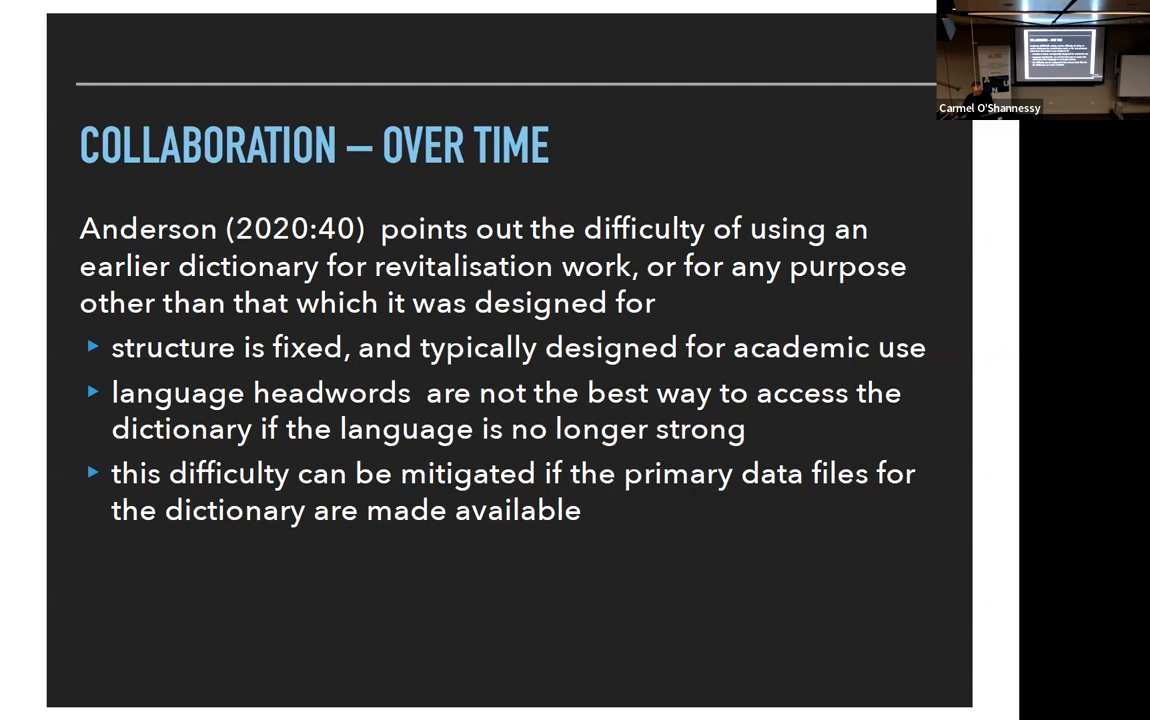 COLLABORATION – OVER TIME
Anderson (2020:40)  points out the difficulty of using an
earlier dictionary for revitalisation work, or for any purpose
other than that which it was designed for
structure is fixed, and typically designed for academic use
language headwords  are not the best way to access the
dictionary if the language is no longer strong
this difficulty can be mitigated if the primary data files for
the dictionary are made available
Carmel O'Shannessy